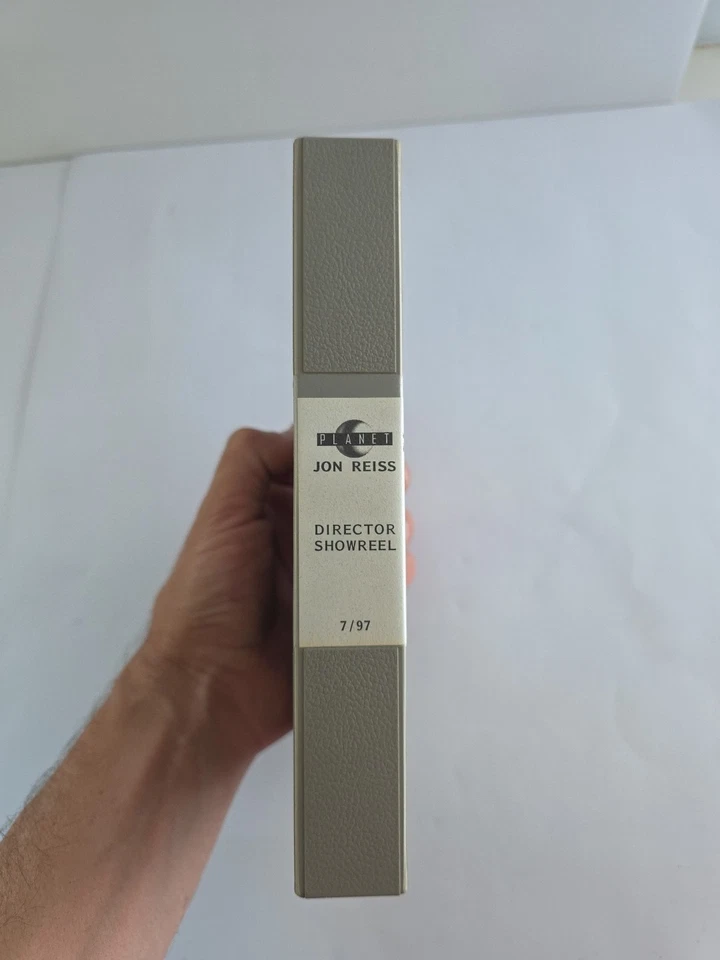 PLANET
JON REISS
DIRECTOR
SHOWREEL
7/97